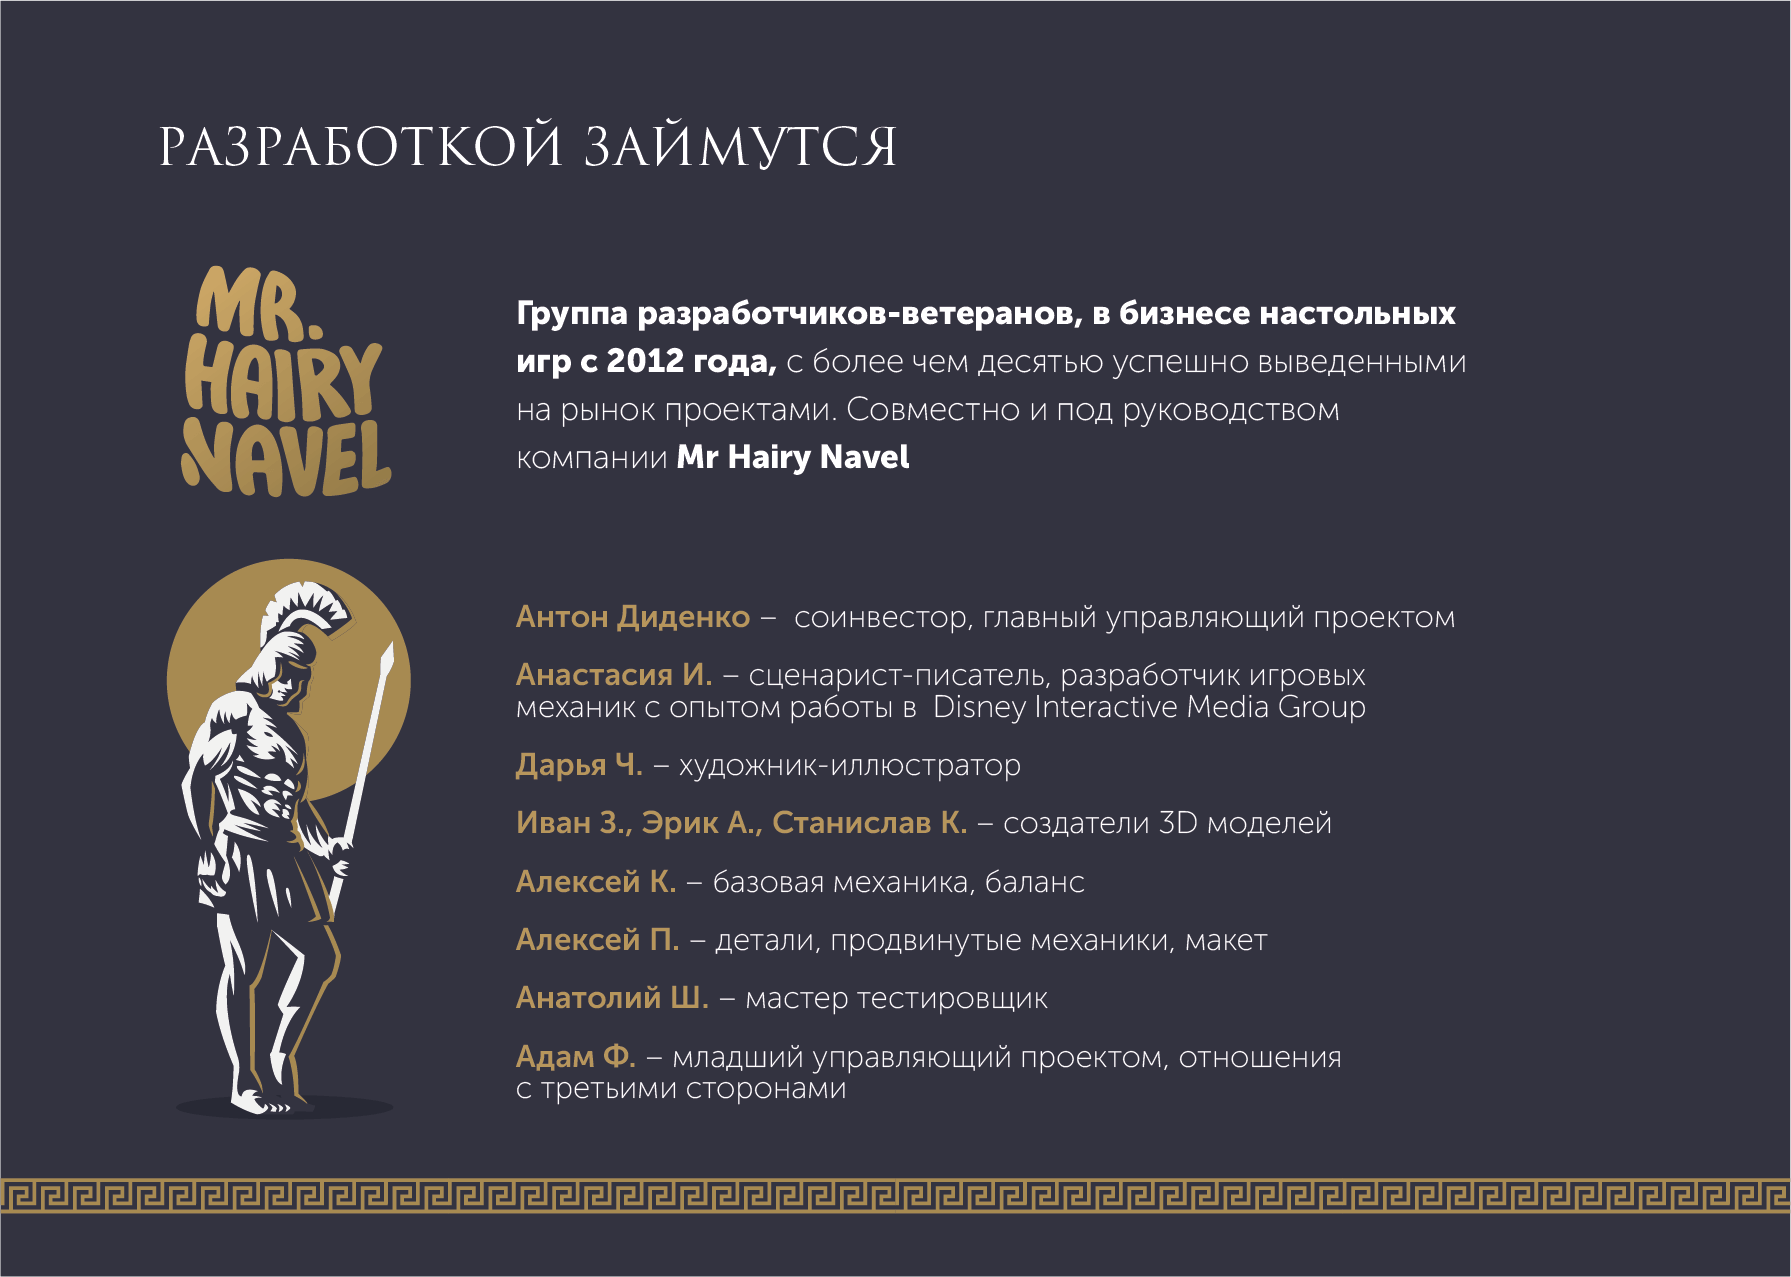 РАЗРАБОТКОЙ ЗАЙМУТСЯ
MR.
HAIRY
NAVEL
Группа разработчиков-ветеранов, в бизнесе настольных
игр с 2012 года, с более чем десятью успешно выведенными
на рынок проектами. Совместно и под руководством
компании Mr Hairy Navel
Антон Диденко – соинвестор, главный управляющий проектом
Анастасия И. – сценарист-писатель, разработчик игровых
механик с опытом работы в Disney Interactive Media Group
Дарья Ч. – художник-иллюстратор
Иван З., Эрик А., Станислав К. – создатели 3D моделей
Алексей К. – базовая механика, баланс
Алексей П. – детали, продвинутые механики, макет
Анатолий Ш. – мастер тестировщик
Адам Ф. – младший управляющий проектом, отношения
с третьими сторонами